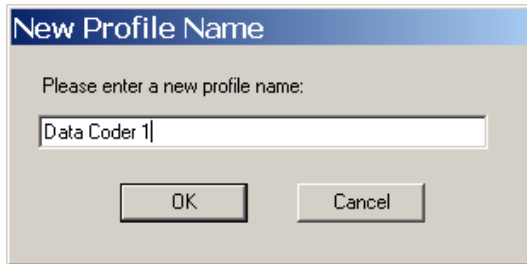 New Profile Name
Please enter a new profile name:
Data Coder 1
OK
Cancel